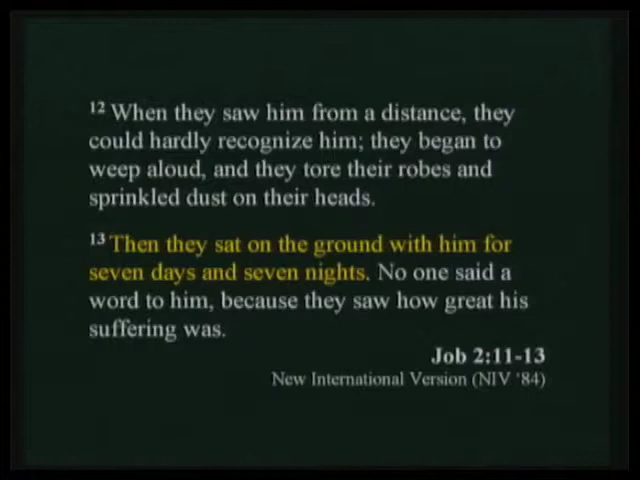 12 When they saw him from a distance, they
could hardly recognize him; they began to
weep aloud, and they tore their robes and
sprinkled dust on their heads.
13 Then they sat on the ground with him for
seven days and seven nights. No one said a
word to him, because they saw how great his
suffering was.
Job 2:11-13
New International Version (NIV ‘84)